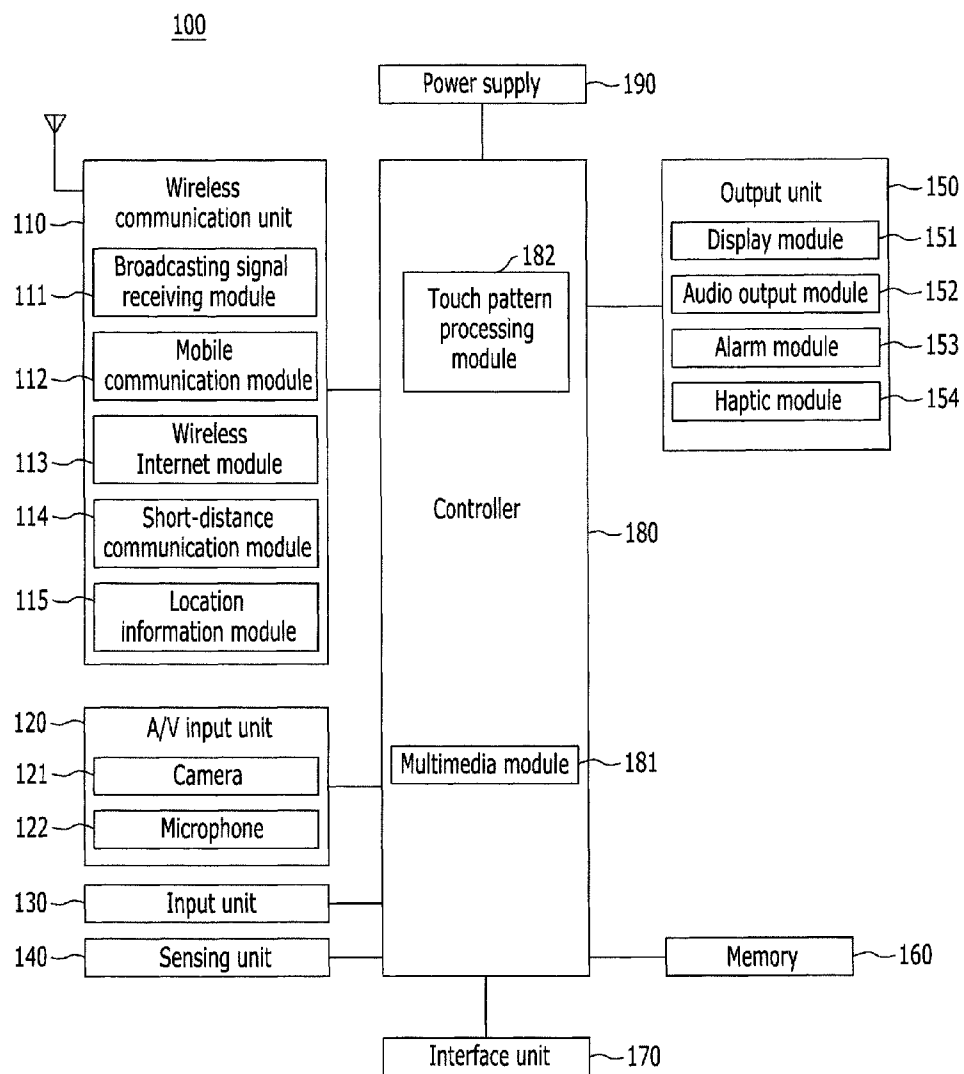 100
Power supply
190
Wireless
communication unit
110
Broadcasting signal
receiving module
111
Mobile
communication module
112
Wireless
Internet module
113
Short-distance
communication module
114
Location
information module
115
A/V input unit
120
Camera
121
Microphone
122
Input unit
130
Sensing unit
140
182
Touch pattern
processing
module
Controller
180
Multimedia module
181
Output unit
150
Display module
151
Audio output module
152
Alarm module
153
Haptic module
154
Memory
160
Interface unit
170